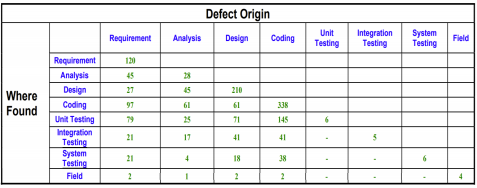 Defect Origin
Requirement Analysis Design Coding Unit Testing Integration Testing System Testing Field
Where Found
Requirement 120
Analysis 45 28
Design 27 45 210
Coding 97 61 61 338
Unit Testing 79 25 71 145 6
Integration Testing 21 17 41 41 - 5
System Testing 21 4 18 38 - - 6
Field 2 1 2 2 - - - 4